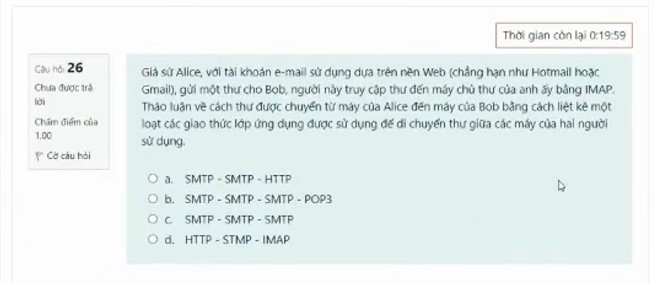 Thời gian còn lại 0:19:59
Câu hỏi 26
Chưa được trả
lời
Chấm điểm của
1,00
Cờ câu hỏi
Giả sử Alice, với tài khoản e-mail sử dụng dựa trên nền Web (chẳng hạn như Hotmail hoặc
Gmail), gửi một thư cho Bob, người này truy cập thư đến máy chủ thư của anh ấy bằng IMAP.
Thảo luận về cách thư được chuyển từ máy của Alice đến máy của Bob bằng cách liệt kê một
loạt các giao thức lớp ứng dụng được sử dụng để di chuyển thư giữa các máy của hai người
sử dụng.
a. SMTP - SMTP - HTTP
b. SMTP - SMTP - SMTP - POP3
c. SMTP - SMTP - SMTP
d. HTTP - STMP - IMAP